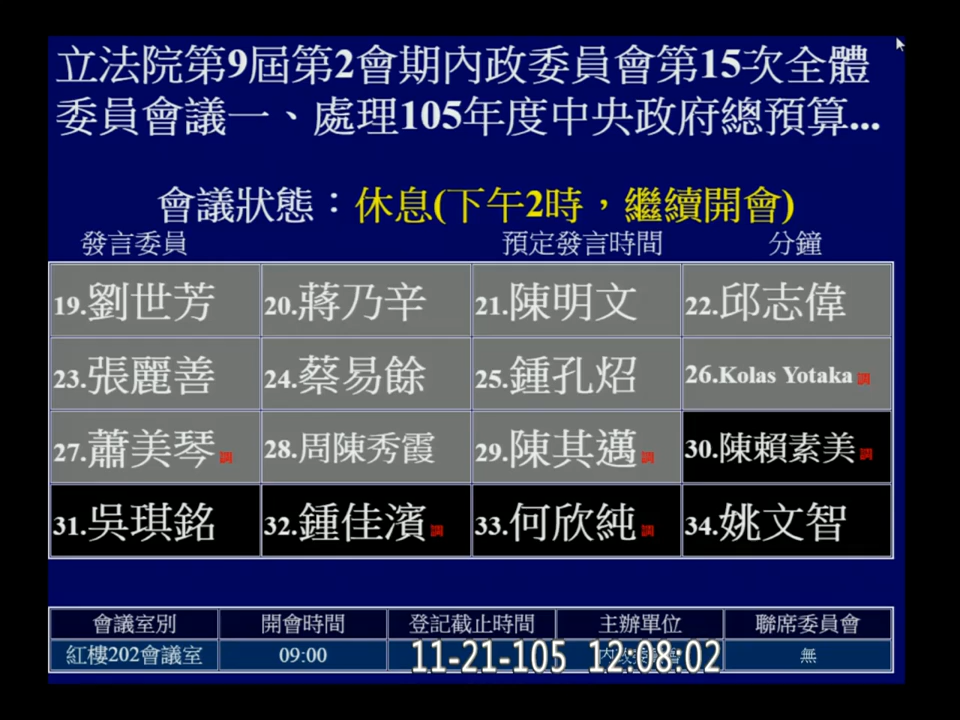 立法院第9屆第2會期內政委員會第15次全體
委員會議一、處理105年度中央政府總預算...
會議狀態：休息(下午2時，繼續開會)
發言委員 預定發言時間 分鐘
19.劉世芳 20.蔣乃辛 21.陳明文 22.邱志偉
23.張麗善 24.蔡易餘 25.鍾孔炤 26.Kolas Yotaka調
27.蕭美琴調 28.周陳秀霞 29.陳其邁調 30.陳賴素美調
31.吳琪銘 32.鍾佳濱調 33.何欣純調 34.姚文智
會議室別 開會時間 登記截止時間 主辦單位 聯席委員會
紅樓202會議室 09:00 無
11-21-105 12:08:02